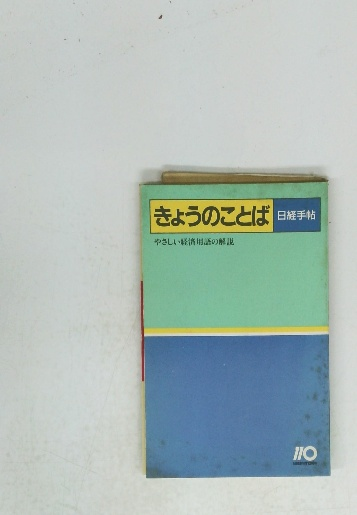 きょうのことば 日経手帖
やさしい経済用語の解説
110